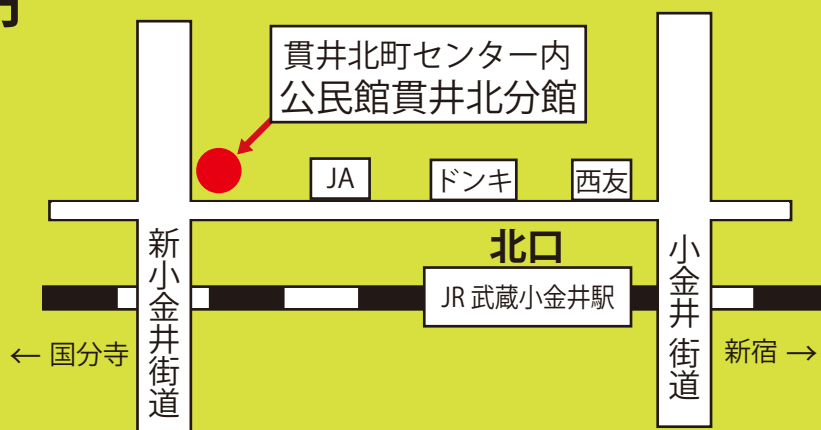 貫井北町センター内
公民館貫井北分館
JA
ドンキ
西友
北口
JR 武蔵小金井駅
新小金井街道
小金井街道
← 国分寺
新宿 →